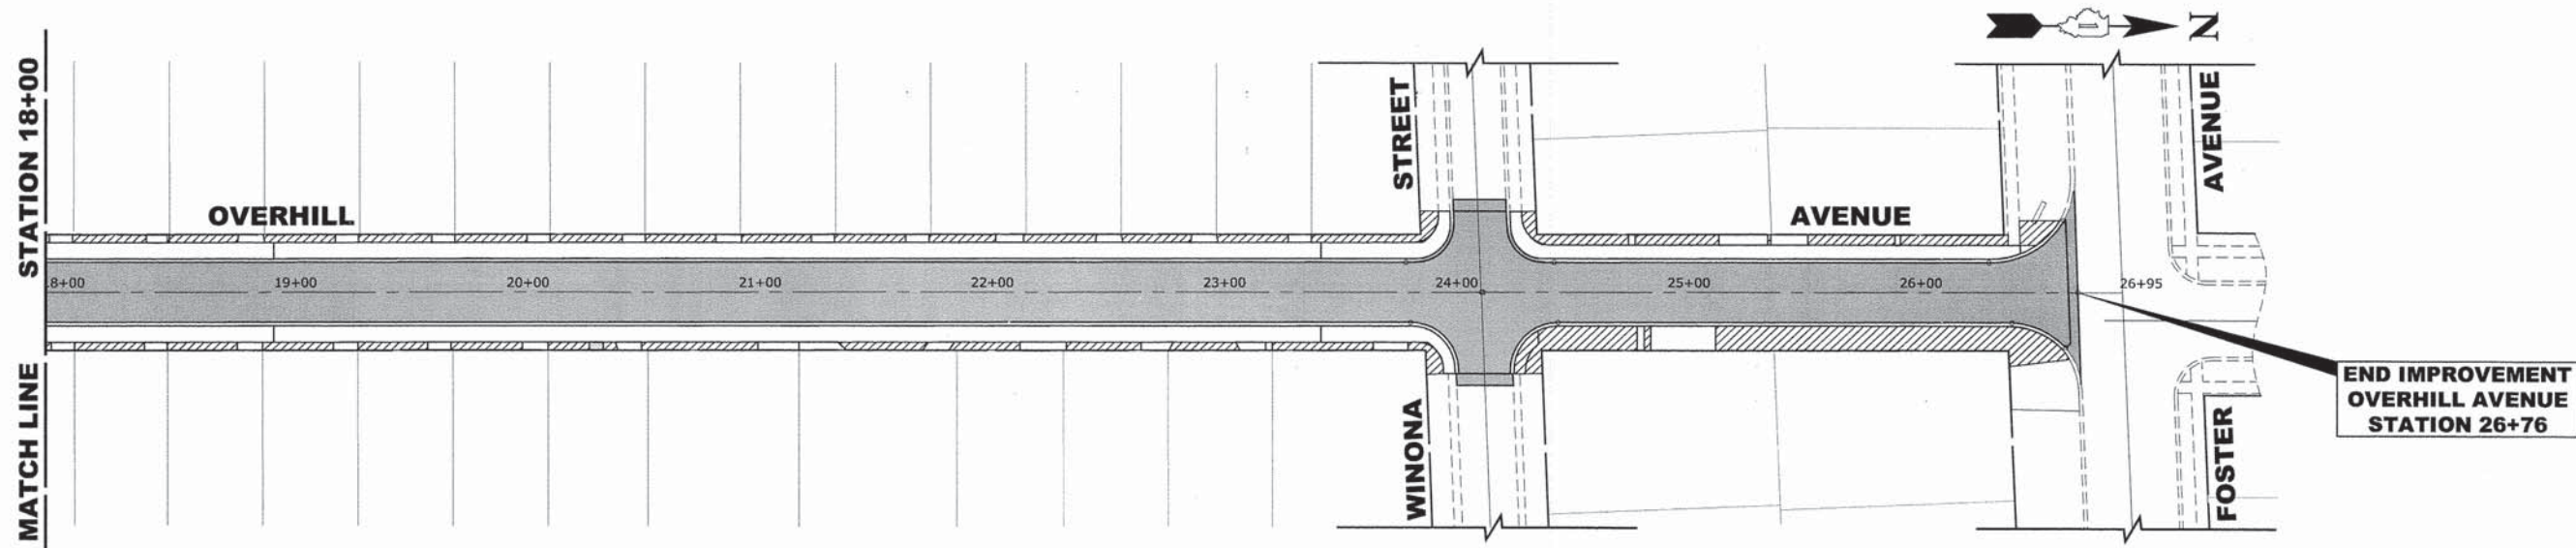 N
STATION 18+00
STREET
AVENUE
OVERHILL
AVENUE
8+00
19+00
20+00
21+00
22+00
23+00
24+00
25+00
26+00
26+95
MATCH LINE
WINONA
FOSTER
END IMPROVEMENT
OVERHILL AVENUE
STATION 26+76